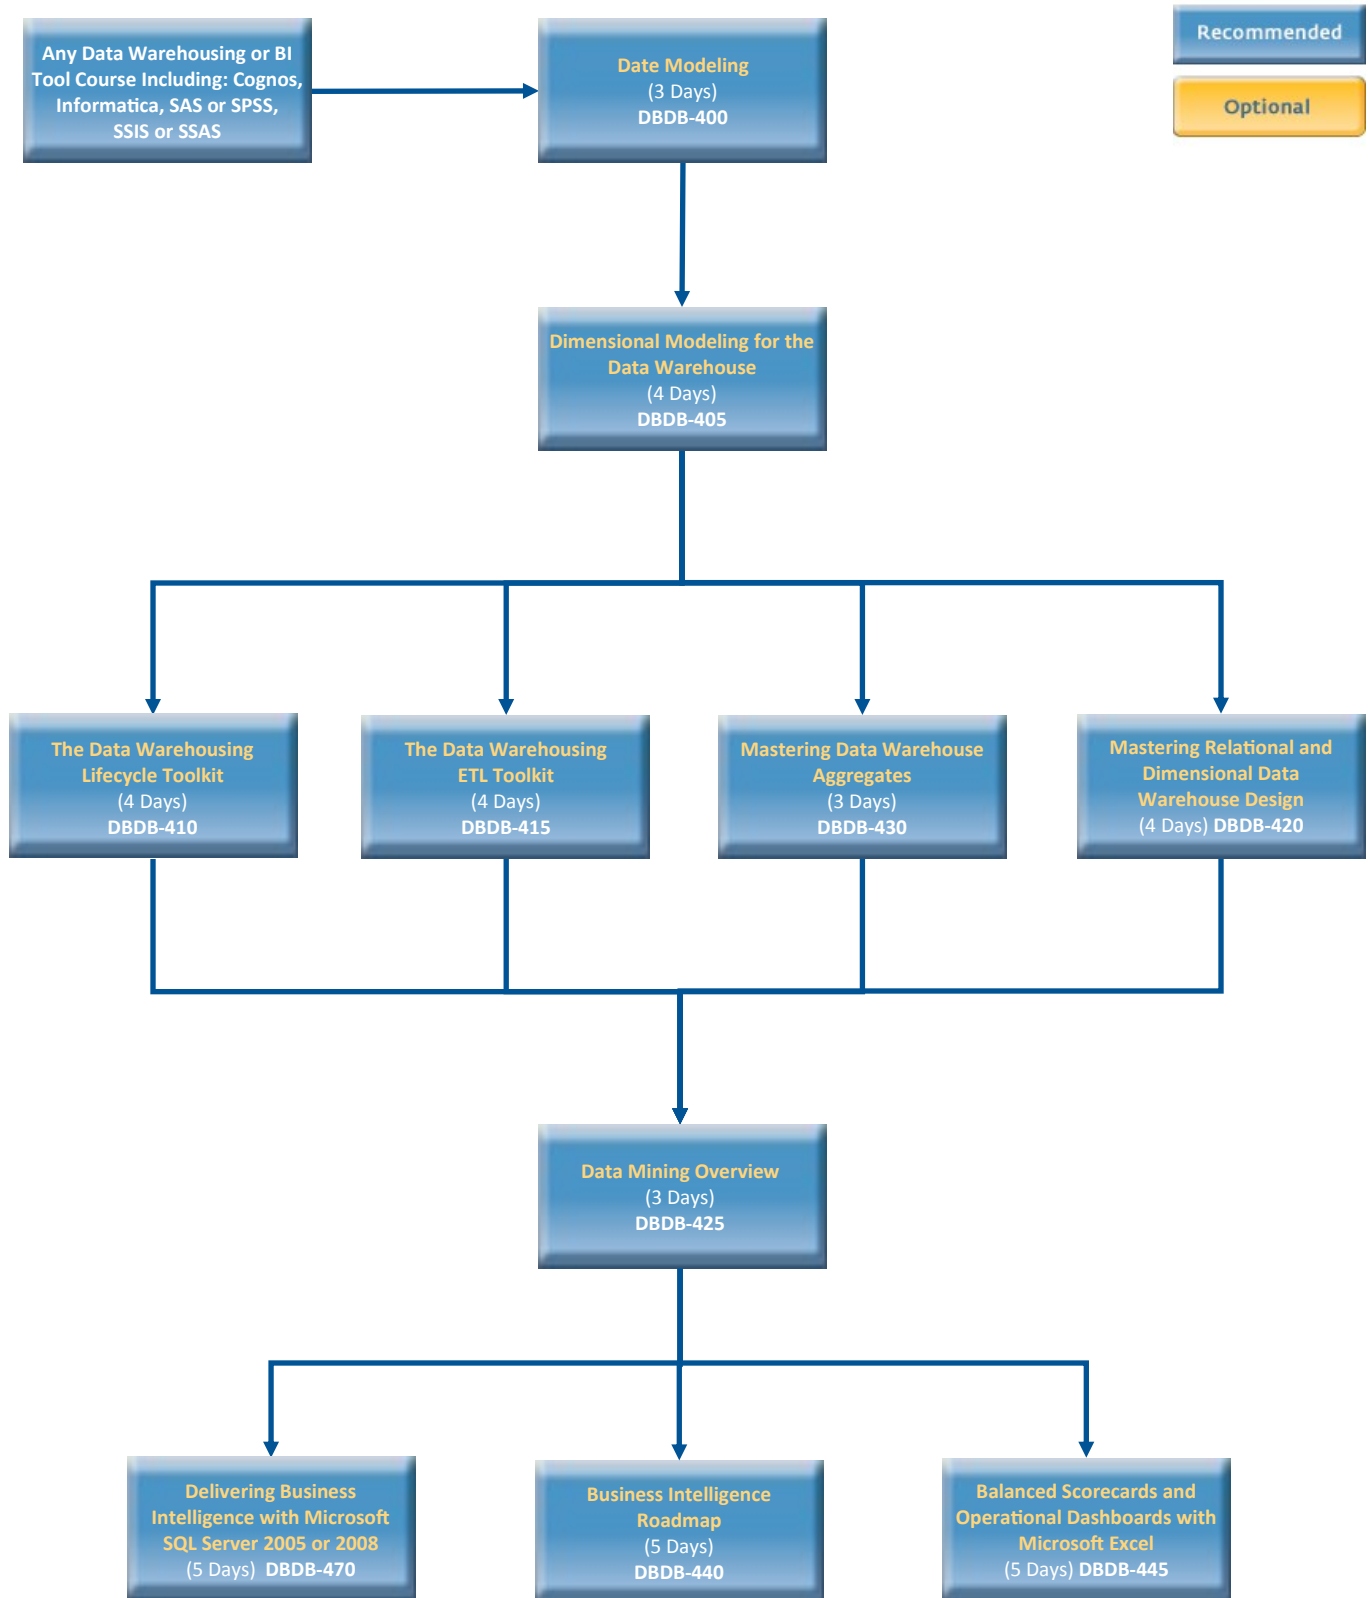 Any Data Warehousing or BI
Tool Course Including: Cognos,
Informatica, SAS or SPSS,
SSIS or SSAS
Date Modeling
(3 Days)
DBDB-400
Recommended
Optional
Dimensional Modeling for the
Data Warehouse
(4 Days)
DBDB-405
The Data Warehousing
Lifecycle Toolkit
(4 Days)
DBDB-410
The Data Warehousing
ETL Toolkit
(4 Days)
DBDB-415
Mastering Data Warehouse
Aggregates
(3 Days)
DBDB-430
Mastering Relational and
Dimensional Data
Warehouse Design
(4 Days) DBDB-420
Data Mining Overview
(3 Days)
DBDB-425
Delivering Business
Intelligence with Microsoft
SQL Server 2005 or 2008
(5 Days) DBDB-470
Business Intelligence
Roadmap
(5 Days)
DBDB-440
Balanced Scorecards and
Operational Dashboards with
Microsoft Excel
(5 Days) DBDB-445